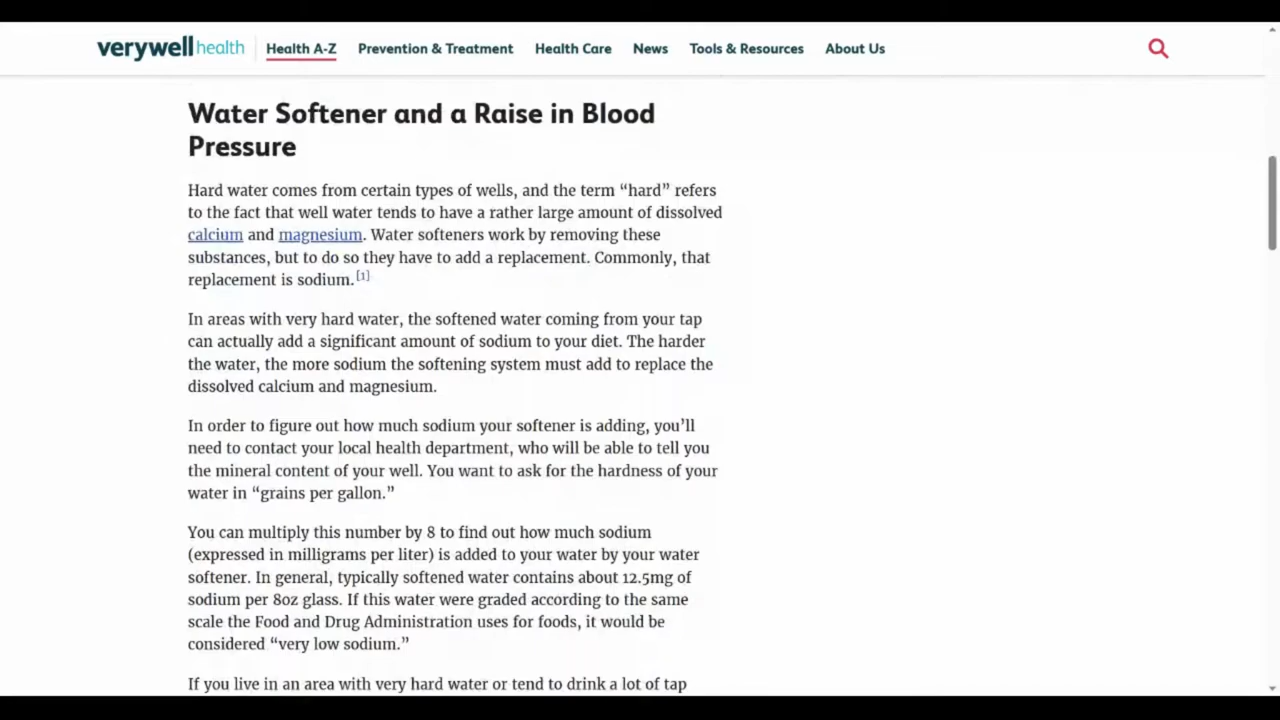 verywell health Health A-Z Prevention & Treatment Health Care News Tools & Resources About Us
Water Softener and a Raise in Blood
Pressure
Hard water comes from certain types of wells, and the term “hard” refers
to the fact that well water tends to have a rather large amount of dissolved
calcium and magnesium. Water softeners work by removing these
substances, but to do so they have to add a replacement. Commonly, that
replacement is sodium.[1]
In areas with very hard water, the softened water coming from your tap
can actually add a significant amount of sodium to your diet. The harder
the water, the more sodium the softening system must add to replace the
dissolved calcium and magnesium.
In order to figure out how much sodium your softener is adding, you’ll
need to contact your local health department, who will be able to tell you
the mineral content of your well. You want to ask for the hardness of your
water in “grains per gallon.”
You can multiply this number by 8 to find out how much sodium
(expressed in milligrams per liter) is added to your water by your water
softener. In general, typically softened water contains about 12.5mg of
sodium per 8oz glass. If this water were graded according to the same
scale the Food and Drug Administration uses for foods, it would be
considered “very low sodium.”
If you live in an area with very hard water or tend to drink a lot of tap